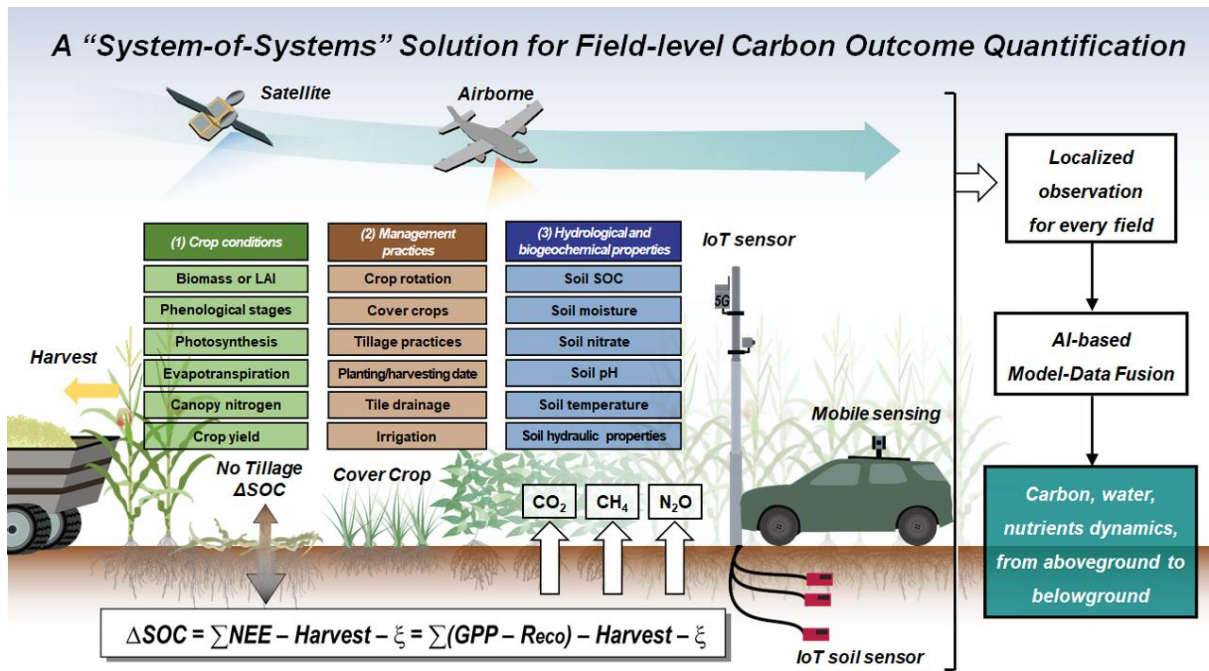 A “System-of-Systems” Solution for Field-level Carbon Outcome Quantification
Satellite
Airborne
(1) Crop conditions
Biomass or LAI
Phenological stages
Photosynthesis
Evapotranspiration
Canopy nitrogen
Crop yield
(2) Management
practices
Crop rotation
Cover crops
Tillage practices
Planting/harvesting date
Tile drainage
Irrigation
(3) Hydrological and
biogeochemical properties
Soil SOC
Soil moisture
Soil nitrate
Soil pH
Soil temperature
Soil hydraulic properties
IoT sensor
5G
Harvest
No Tillage
ΔSOC
Cover Crop
CO₂
CH₄
N₂O
Mobile sensing
ΔSOC = ∑NEE – Harvest – ξ = ∑(GPP – Reco) – Harvest – ξ
IoT soil sensor
Localized
observation
for every field
AI-based
Model-Data Fusion
Carbon, water,
nutrients dynamics,
from aboveground to
belowground